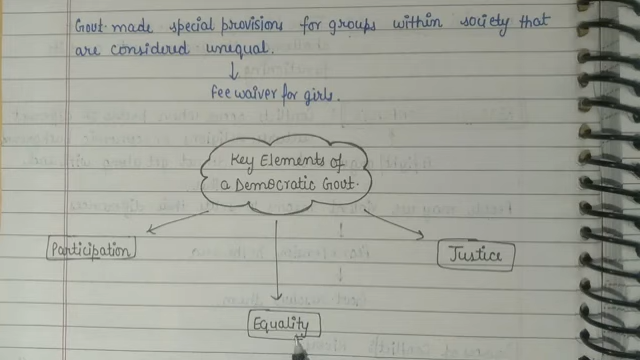 Govt. made special provisions for groups within society that
are considered unequal.
Fee waiver for girls.
Key Elements of
a Democratic Govt.
Participation
Justice
Equality